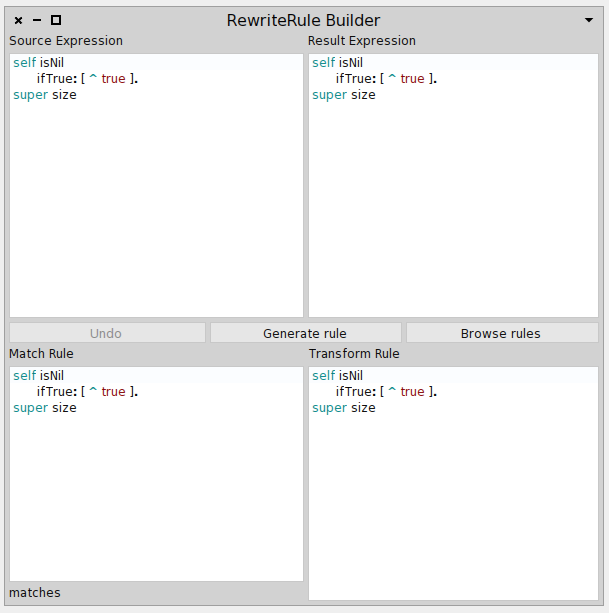 RewriteRule Builder
Source Expression
self isNil
ifTrue: [ ^ true ].
super size
Result Expression
self isNil
ifTrue: [ ^ true ].
super size
Undo
Generate rule
Browse rules
Match Rule
self isNil
ifTrue: [ ^ true ].
super size
matches
Transform Rule
self isNil
ifTrue: [ ^ true ].
super size